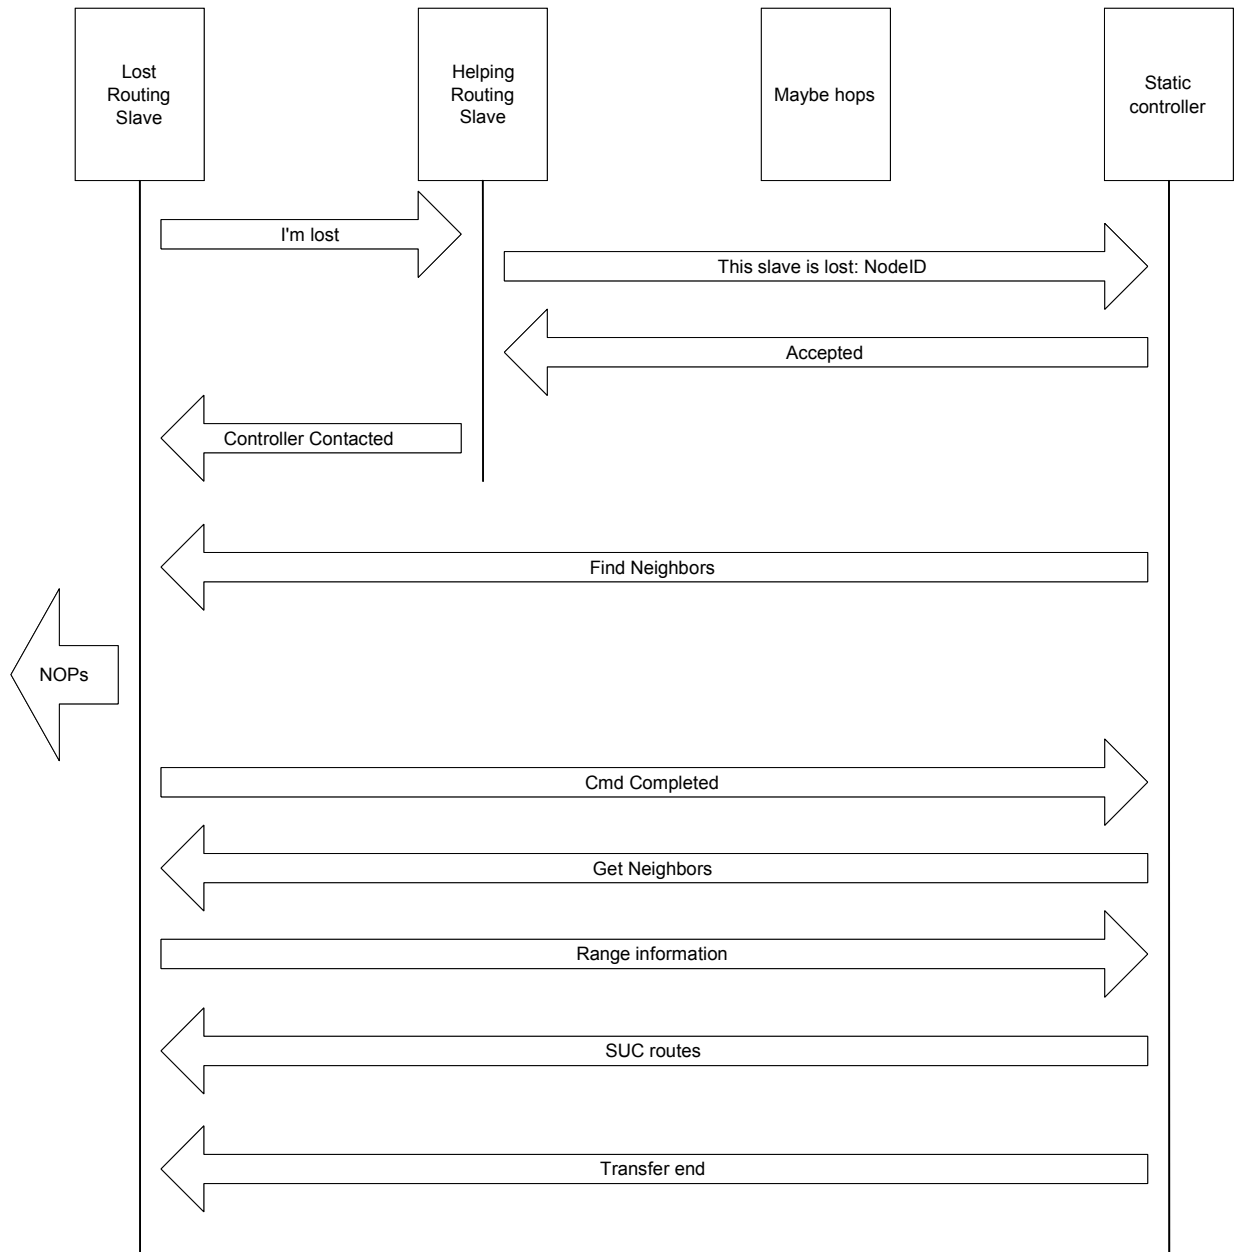 Lost
Routing
Slave
Helping
Routing
Slave
Maybe hops
Static
controller
I'm lost
This slave is lost: NodeID
Accepted
Controller Contacted
Find Neighbors
NOPs
Cmd Completed
Get Neighbors
Range information
SUC routes
Transfer end